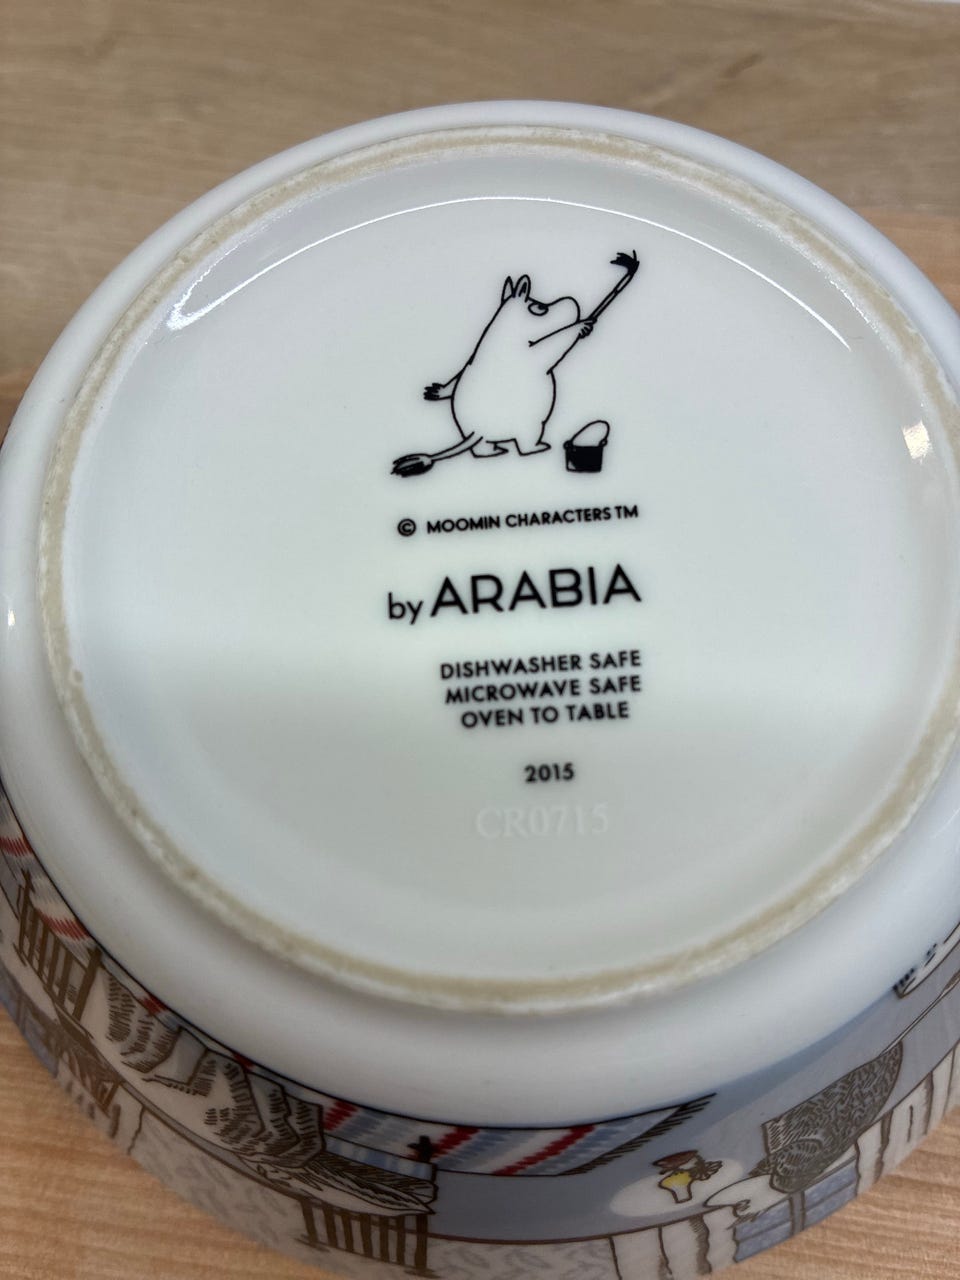 © MOOMIN CHARACTERS TM
by ARABIA
DISHWASHER SAFE
MICROWAVE SAFE
OVEN TO TABLE
2015
CR0715